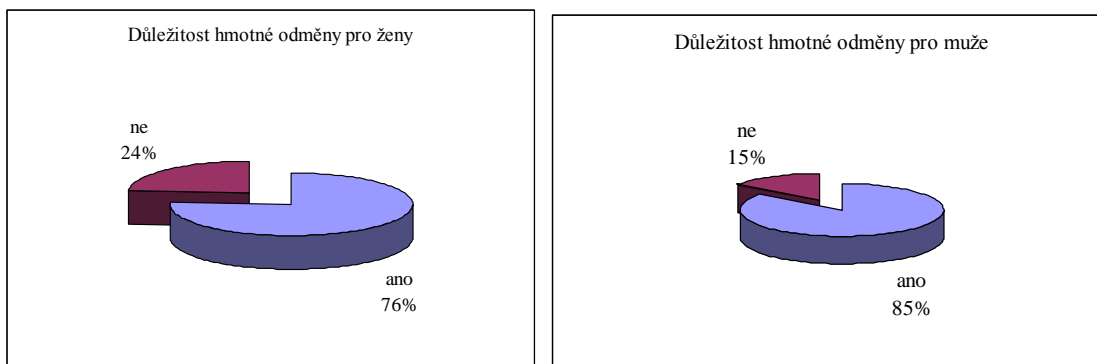 Důležitost hmotné odměny pro ženy
ne
24%
ano
76%
Důležitost hmotné odměny pro muže
ne
15%
ano
85%